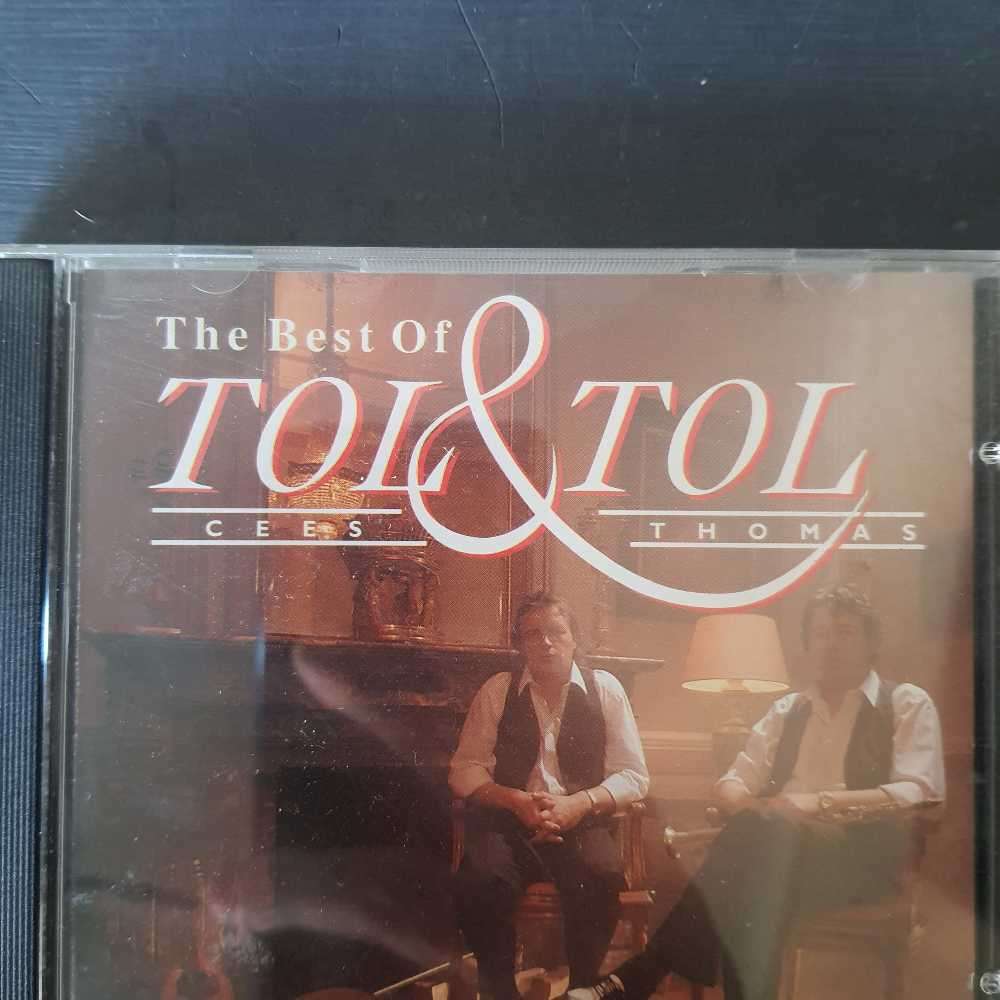 The Best Of
TOL & TOL
CEES THOMAS